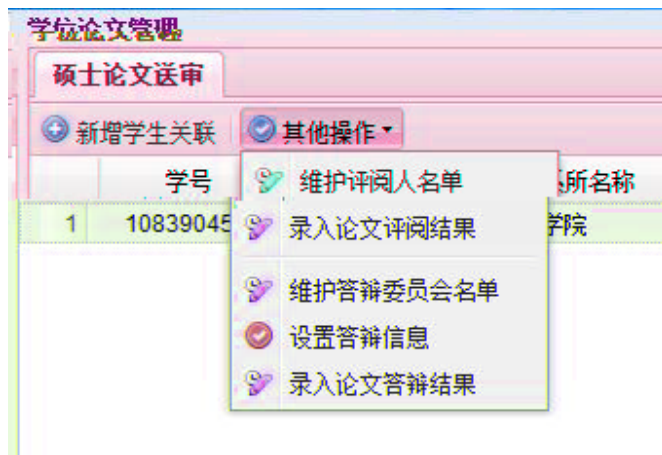 学位论文管理
硕士论文送审
新增学生关联 其他操作
学号 系所名称
1 10839045 学院
维护评阅人名单
录入论文评阅结果
维护答辩委员会名单
设置答辩信息
录入论文答辩结果